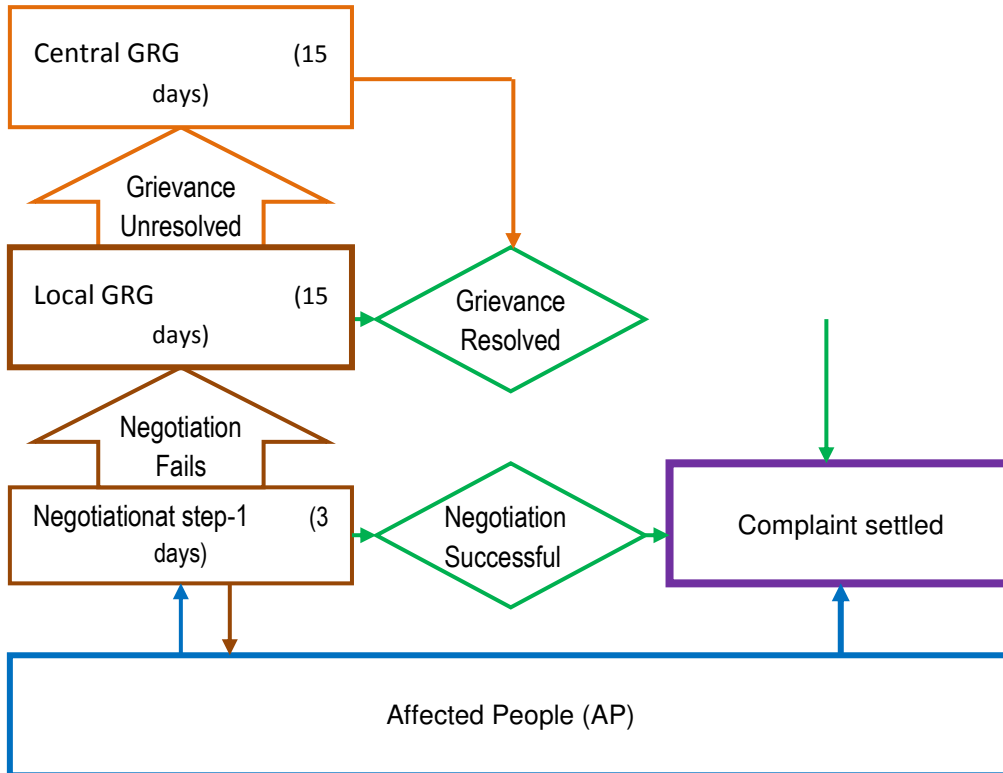 Central GRG (15
days)
Grievance
Unresolved
Local GRG (15
days)
Grievance
Resolved
Negotiation
Fails
Negotiationat step-1 (3
days)
Negotiation
Successful
Complaint settled
Affected People (AP)